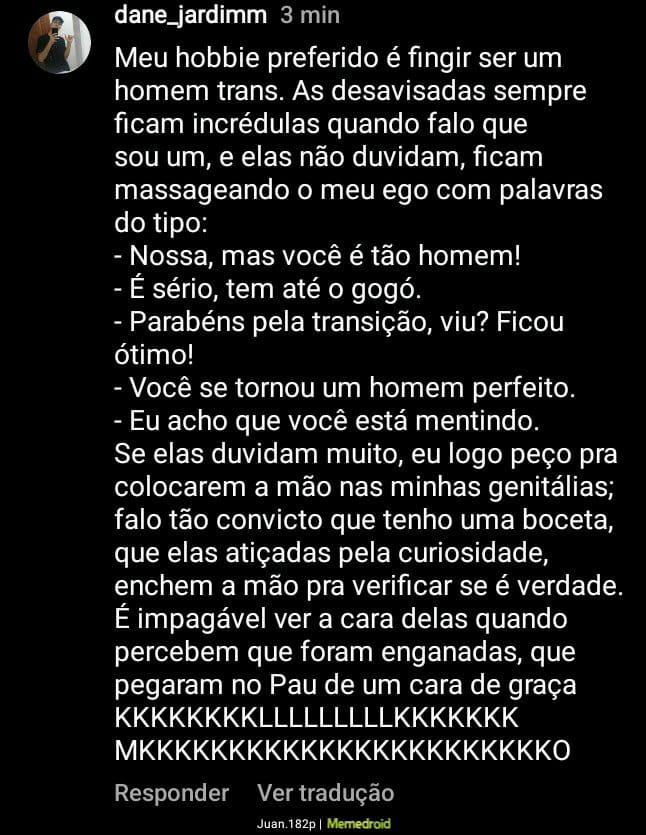 dane_jardimm 3 min
Meu hobbie preferido é fingir ser um
homem trans. As desavisadas sempre
ficam incrédulas quando falo que
sou um, e elas não duvidam, ficam
massageando o meu ego com palavras
do tipo:
- Nossa, mas você é tão homem!
- É sério, tem até o gogó.
- Parabéns pela transição, viu? Ficou
ótimo!
- Você se tornou um homem perfeito.
- Eu acho que você está mentindo.
Se elas duvidam muito, eu logo peço pra
colocarem a mão nas minhas genitálias;
falo tão convicto que tenho uma boceta,
que elas atiçadas pela curiosidade,
enchem a mão pra verificar se é verdade.
É impagável ver a cara delas quando
percebem que foram enganadas, que
pegaram no Pau de um cara de graça
KKKKKKKKLLLLLLLLLKKKKKKK
MKKKKKKKKKKKKKKKKKKKKKKKO
Responder Ver tradução
Juan.182p | Memedroid